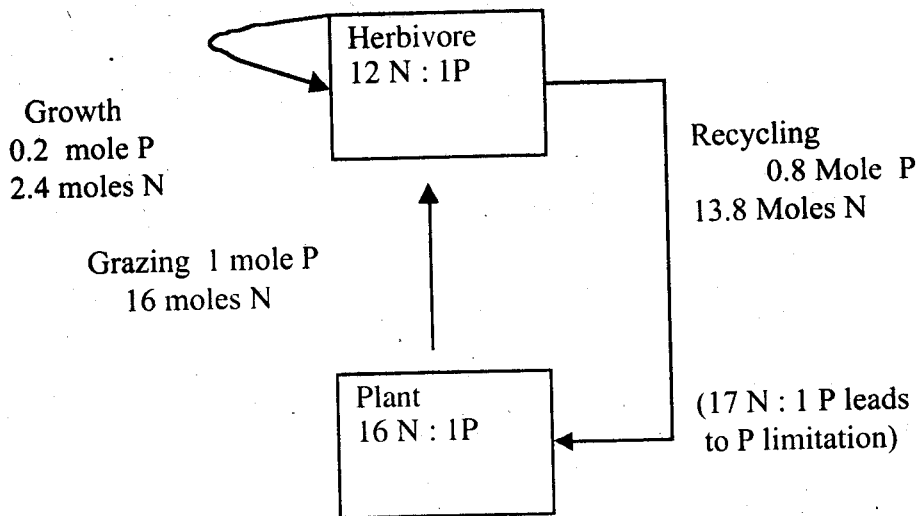 Herbivore
12 N : 1P
Growth
0.2 mole P
2.4 moles N
Recycling
0.8 Mole P
13.8 Moles N
Grazing 1 mole P
16 moles N
Plant
16 N : 1P
(17 N : 1 P leads
to P limitation)